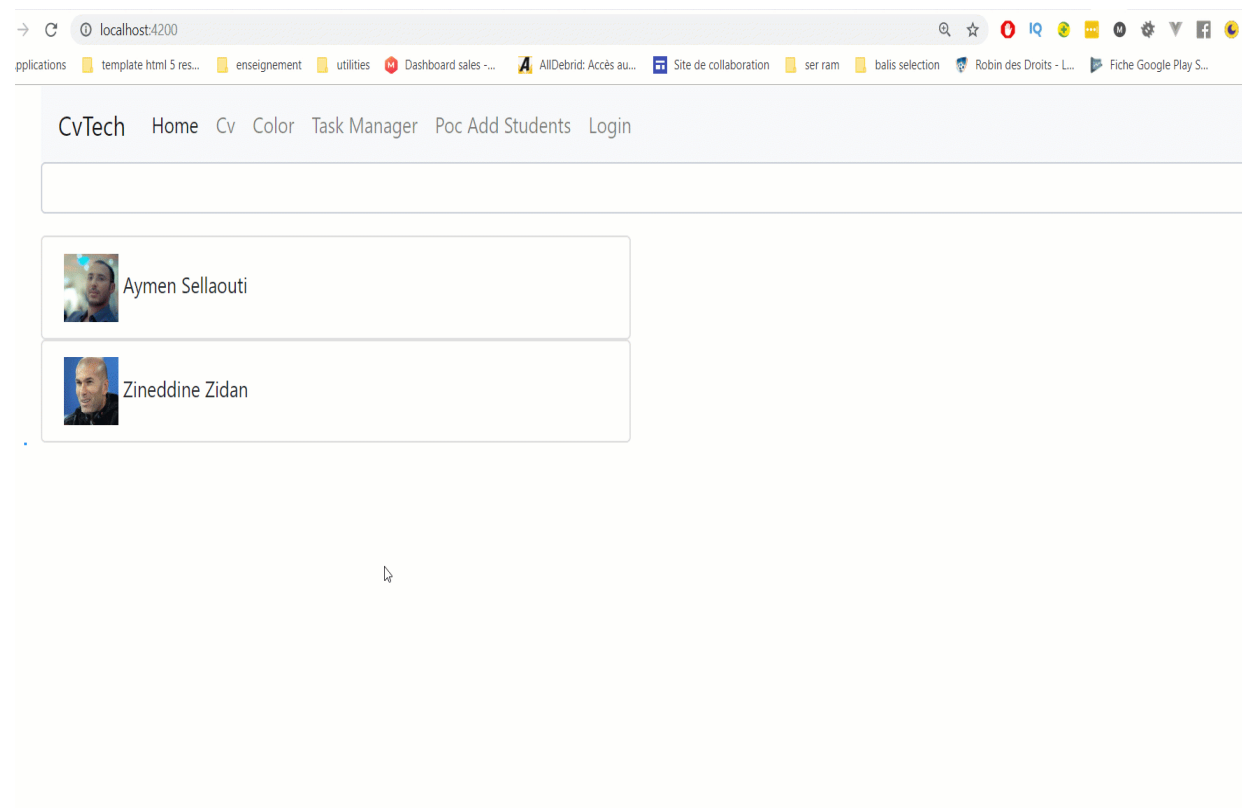 localhost:4200
IQ
pplications template html 5 res... enseignement utilities M Dashboard sales -... A AllDebrid: Accès au... Site de collaboration ser ram balis selection Robin des Droits - L... Fiche Google Play S...
CvTech Home Cv Color Task Manager Poc Add Students Login
Aymen Sellaouti
Zineddine Zidan